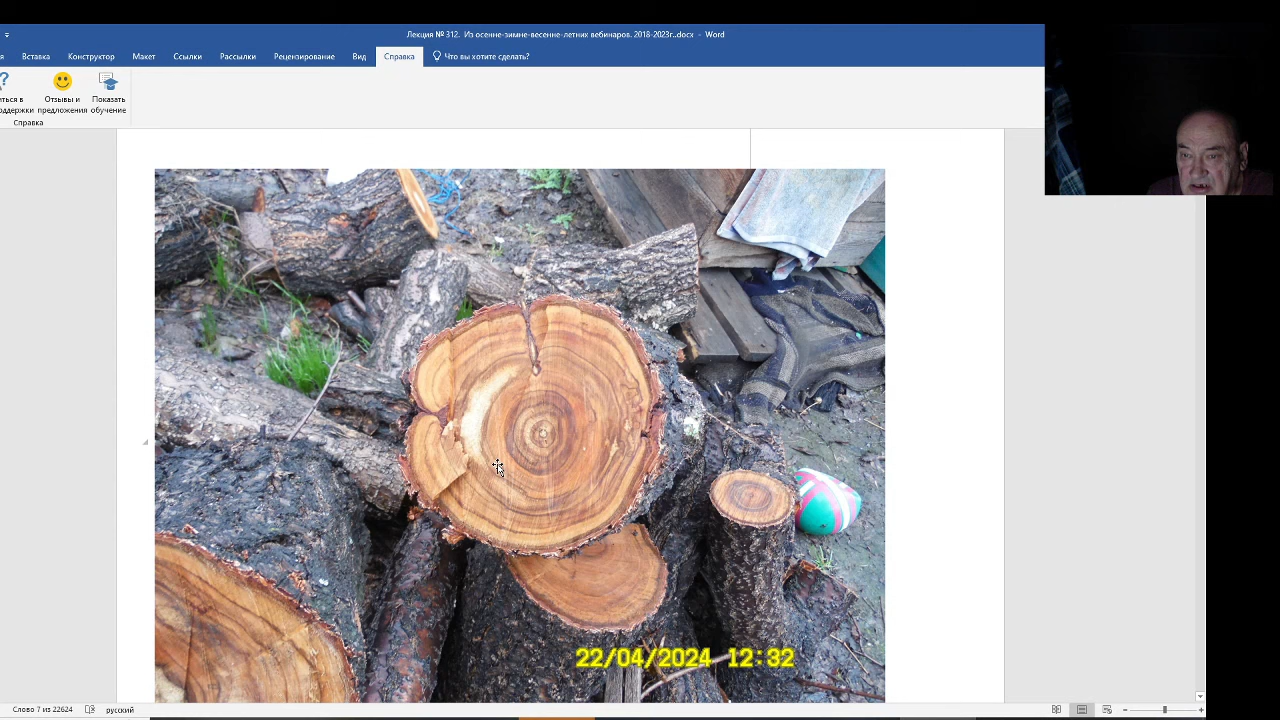 Лекция № 312. Из осенне-зимне-весенне-летних вебинаров. 2018-2023г..docx - Word
Вставка Конструктор Макет Ссылки Рассылки Рецензирование Вид Справка Что вы хотите сделать?
Отзывы и предложения
Показать обучение
Справка
22/04/2024 12:32
Слово 7 из 22624 русский